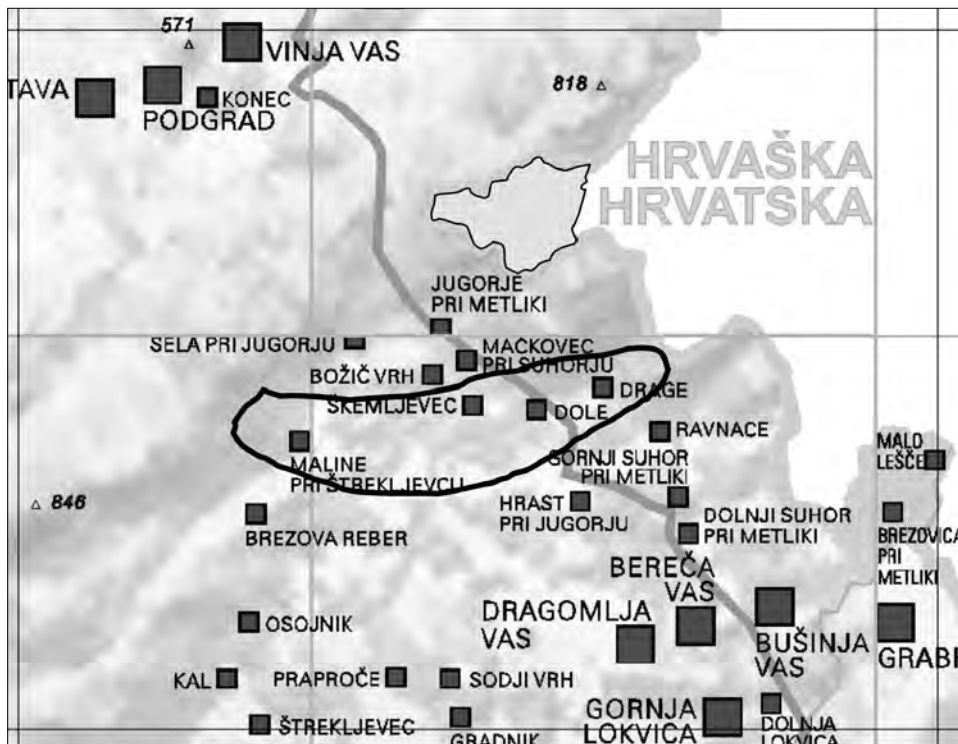 571
VINJA VAS
TAVA
KONEC
PODGRAD
818
HRVAŠKA
HRVATSKA
JUGORJE
PRI METLIKI
SELA PRI JUGORJU
MACKOVEC
PRI SUHORJU
BOŽIČ VRH
DRAGE
ŠKEMLJEVEC
DOLE
RAVNACE
MALO
LEŠČE
MALINE
PRI ŠTREKLJEVCU
GORNJI SUHOR
PRI METLIKI
846
HRAST
PRI JUGORJU
DOLNJI SUHOR
PRI METLIKI
BREZOVA REBER
BREZOVICA
PRI
METLIKI
BEREČA
VAS
DRAGOMLJA
VAS
OSOJNIK
BUŠINJA
VAS
GRABR
KAL
PRAPROČE
SODJI VRH
GORNJA
LOKVICA
DOLNJA
LOKVICA
ŠTREKLJEVEC
GRADNIK